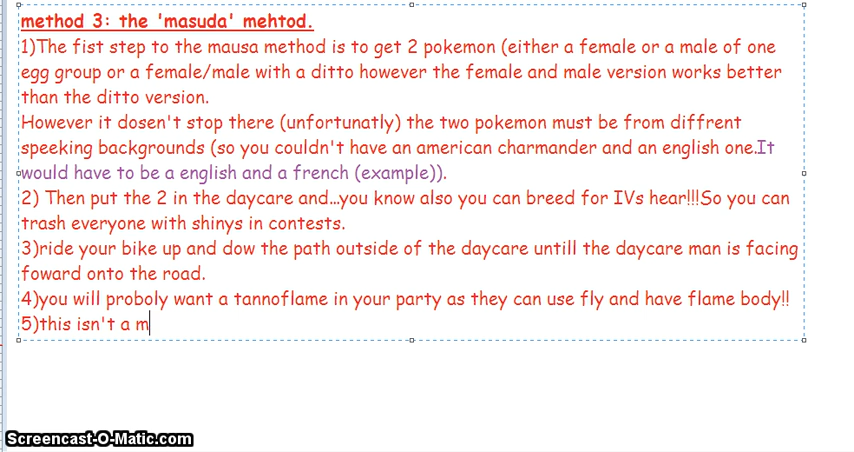 method 3: the 'masuda' mehtod.
1)The fist step to the mausa method is to get 2 pokemon (either a female or a male of one
egg group or a female/male with a ditto however the female and male version works better
than the ditto version.
However it dosen't stop there (unfortunatly) the two pokemon must be from diffrent
speeking backgrounds (so you couldn't have an american charmander and an english one.It
would have to be a english and a french (example)).
2) Then put the 2 in the daycare and...you know also you can breed for IVs hear!!!So you can
trash everyone with shinys in contests.
3)ride your bike up and dow the path outside of the daycare untill the daycare man is facing
foward onto the road.
4)you will proboly want a tannoflame in your party as they can use fly and have flame body!!
5)this isn't a m
Screencast-O-Matic.com